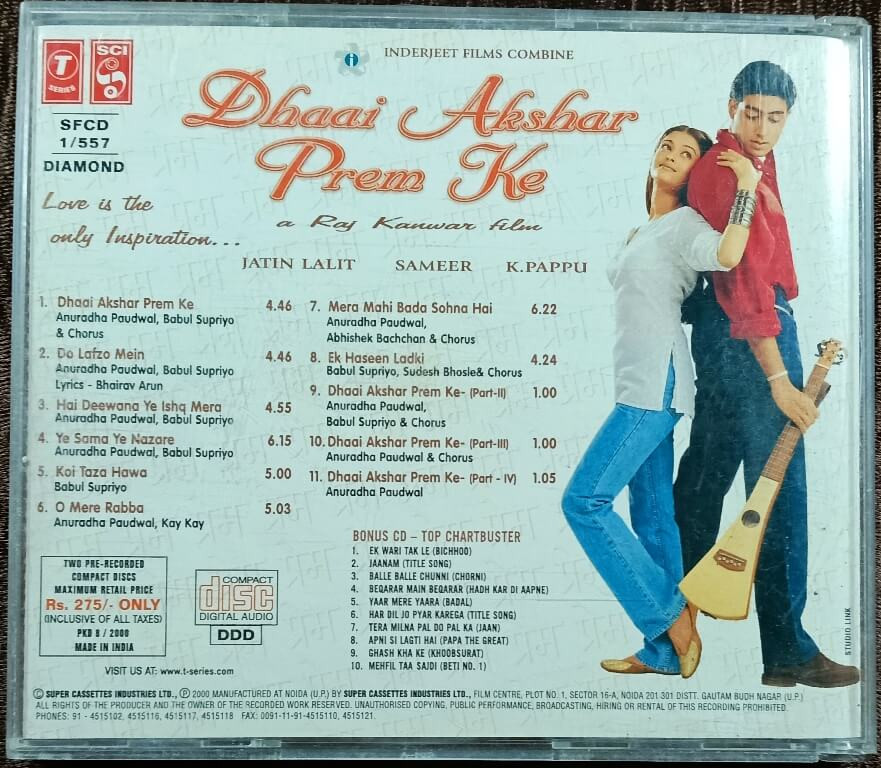 T
SERIES
SCI
i
INDERJEET FILMS COMBINE
Dhaai Akshar
Prem Ke
a Raj Kanwar film
SFCD
1/557
DIAMOND
Love is the
only Inspiration...
JATIN LALIT SAMEER K.PAPPU
1. Dhaai Akshar Prem Ke 4.46
Anuradha Paudwal, Babul Supriyo
& Chorus
2. Do Lafzo Mein 4.46
Anuradha Paudwal, Babul Supriyo
Lyrics - Bhairav Arun
3. Hai Deewana Ye Ishq Mera 4.55
Anuradha Paudwal, Babul Supriyo
4. Ye Sama Ye Nazare 6.15
Anuradha Paudwal, Babul Supriyo
5. Koi Taza Hawa 5.00
Babul Supriyo
6. O Mere Rabba 5.03
Anuradha Paudwal, Kay Kay
7. Mera Mahi Bada Sohna Hai 6.22
Anuradha Paudwal,
Abhishek Bachchan & Chorus
8. Ek Haseen Ladki 4.24
Babul Supriyo, Sudesh Bhosle& Chorus
9. Dhaai Akshar Prem Ke- (Part-II) 1.00
Anuradha Paudwal,
Babul Supriyo & Chorus
10. Dhaai Akshar Prem Ke- (Part-III) 1.00
Anuradha Paudwal & Chorus
11. Dhaai Akshar Prem Ke- (Part - IV) 1.05
Anuradha Paudwal
TWO PRE-RECORDED
COMPACT DISCS
MAXIMUM RETAIL PRICE
Rs. 275/- ONLY
(INCLUSIVE OF ALL TAXES)
PKD 8 / 2000
MADE IN INDIA
COMPACT
disc
DIGITAL AUDIO
DDD
BONUS CD – TOP CHARTBUSTER
1. EK WARI TAK LE (BICHHOO)
2. JAANAM (TITLE SONG)
3. BALLE BALLE CHUNNI (CHORNI)
4. BEQARAR MAIN BEQARAR (HADH KAR DI AAPNE)
5. YAAR MERE YAARA (BADAL)
6. HAR DIL JO PYAR KAREGA (TITLE SONG)
7. TERA MILNA PAL DO PAL KA (JAAN)
8. APNI SI LAGTI HAI (PAPA THE GREAT)
9. GHASH KHA KE (KHOOBSURAT)
10. MEHFIL TAA SAJDI (BETI NO. 1)
STUDIO LINK
VISIT US AT: www.t-series.com
© SUPER CASSETTES INDUSTRIES LTD., ℗ 2000 MANUFACTURED AT NOIDA (U.P.) BY SUPER CASSETTES INDUSTRIES LTD., FILM CENTRE, PLOT NO. 1, SECTOR 16-A, NOIDA 201 301 DISTT. GAUTAM BUDH NAGAR (U.P.)
ALL RIGHTS OF THE PRODUCER AND THE OWNER OF THE RECORDED WORK RESERVED. UNAUTHORISED COPYING, PUBLIC PERFORMANCE, BROADCASTING, HIRING OR RENTAL OF THIS RECORDING PROHIBITED.
PHONES: 91 - 4515102, 4515116, 4515117, 4515118 FAX: 0091-11-91-4515110, 4515121.